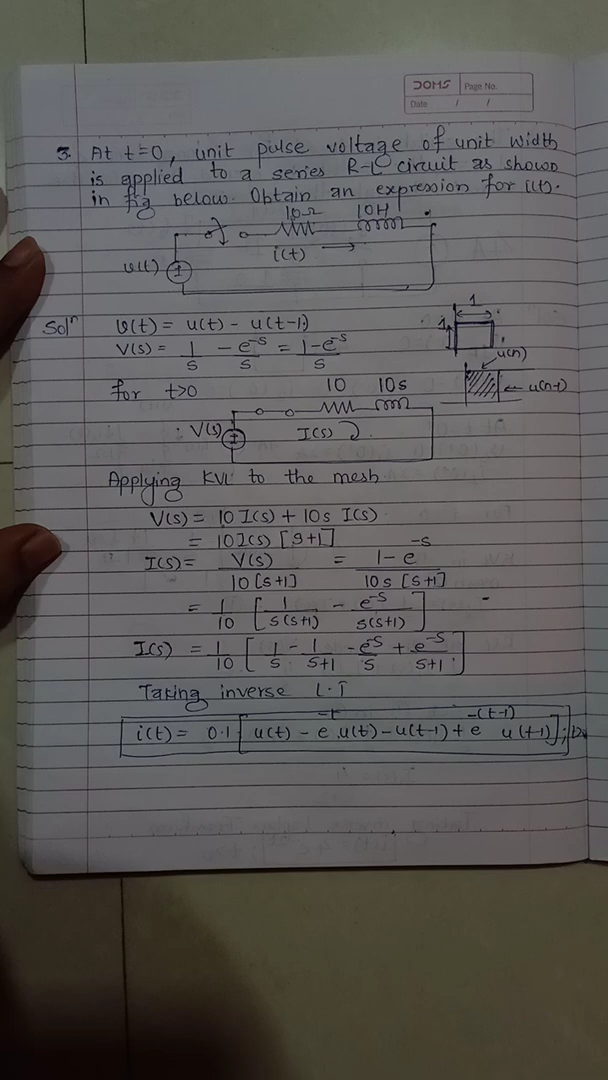 DOMS Page No.
Date / /
3. At t=0, unit pulse voltage of unit width
is applied to a series R-L circuit as shown
in fig below. Obtain an expression for i(t).
10Ω 10H
i(t)
v(t)
Solⁿ v(t) = u(t) - u(t-1)
1
1
V(s) = 1/s - e^-s/s = 1-e^-s/s
u(n)
u(n-1)
for t>0
10 10s
V(s) I(s)
Applying KVL to the mesh
V(s) = 10 I(s) + 10s I(s)
= 10I(s) [s+1]
I(s) = V(s)/10[s+1] = 1-e^-s/10s[s+1]
= 1/10 [1/s(s+1) - e^-s/s(s+1)]
I(s) = 1/10 [1/s - 1/s+1 - e^-s/s + e^-s/s+1]
Taking inverse L.T
i(t) = 0.1 [u(t) - e^-t.u(t) - u(t-1) + e^-(t-1) u(t-1)];